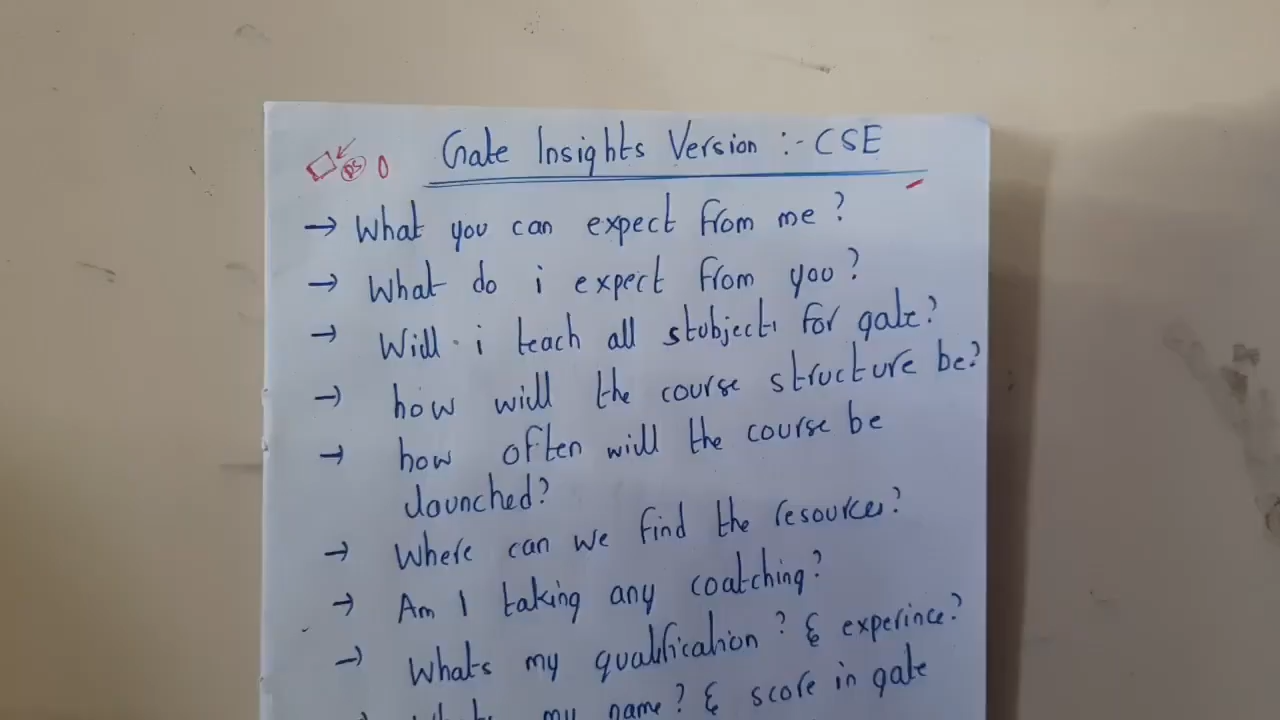 Gate Insights Version :- CSE
→ What you can expect from me?
→ What do i expect from you?
→ Will i teach all stubjects for gate?
→ how will the course structure be?
→ how often will the course be
launched?
→ Where can we find the resources?
→ Am I taking any coatching?
→ Whats my qualification? & experince?
my name? & score in gate